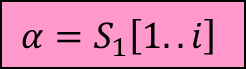 α = S₁[1..i]